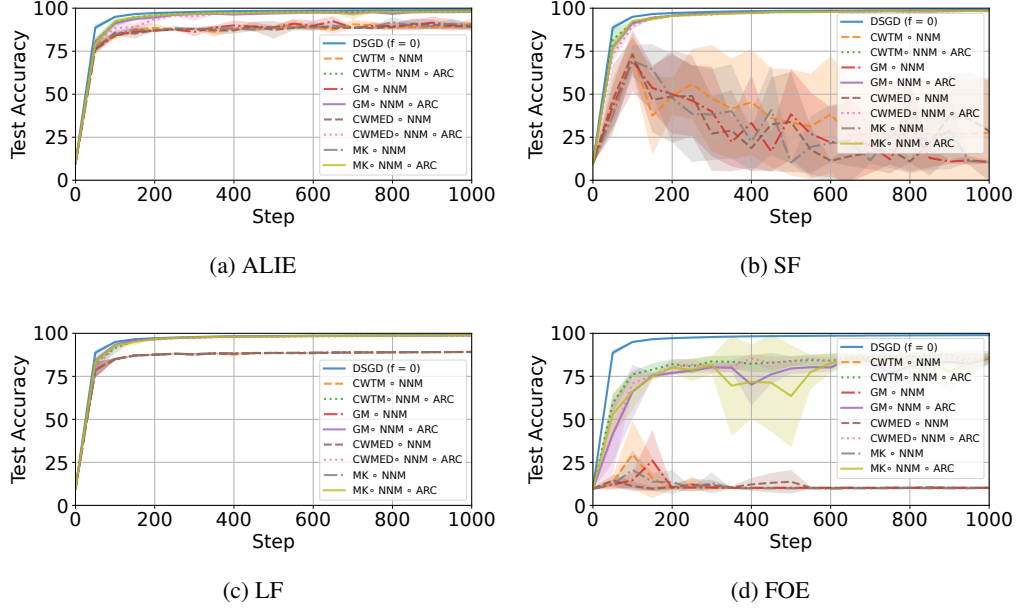 100
75
50
25
0
Test Accuracy
0
200
400
600
800
1000
Step
DSGD (f = 0)
CWTM ∘ NNM
CWTM∘ NNM ∘ ARC
GM ∘ NNM
GM∘ NNM ∘ ARC
CWMED ∘ NNM
CWMED∘ NNM ∘ ARC
MK ∘ NNM
MK∘ NNM ∘ ARC
(a) ALIE
100
75
50
25
0
Test Accuracy
0
200
400
600
800
1000
Step
DSGD (f = 0)
CWTM ∘ NNM
CWTM∘ NNM ∘ ARC
GM ∘ NNM
GM∘ NNM ∘ ARC
CWMED ∘ NNM
CWMED∘ NNM ∘ ARC
MK ∘ NNM
MK∘ NNM ∘ ARC
(b) SF
100
75
50
25
0
Test Accuracy
0
200
400
600
800
1000
Step
DSGD (f = 0)
CWTM ∘ NNM
CWTM∘ NNM ∘ ARC
GM ∘ NNM
GM∘ NNM ∘ ARC
CWMED ∘ NNM
CWMED∘ NNM ∘ ARC
MK ∘ NNM
MK∘ NNM ∘ ARC
(c) LF
100
75
50
25
0
Test Accuracy
0
200
400
600
800
1000
Step
DSGD (f = 0)
CWTM ∘ NNM
CWTM∘ NNM ∘ ARC
GM ∘ NNM
GM∘ NNM ∘ ARC
CWMED ∘ NNM
CWMED∘ NNM ∘ ARC
MK ∘ NNM
MK∘ NNM ∘ ARC
(d) FOE